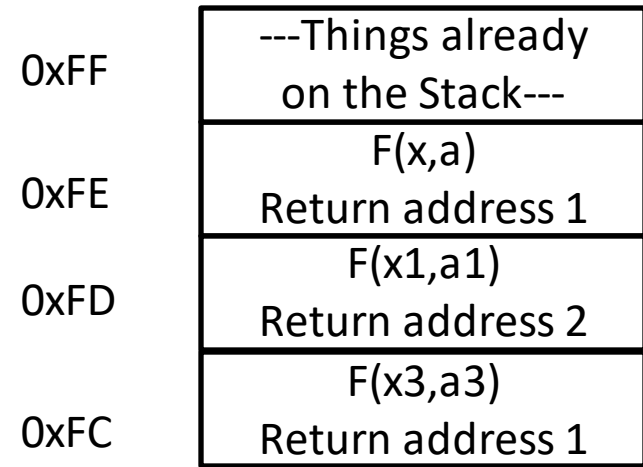 0xFF
---Things already
on the Stack---
0xFE
F(x,a)
Return address 1
0xFD
F(x1,a1)
Return address 2
0xFC
F(x3,a3)
Return address 1